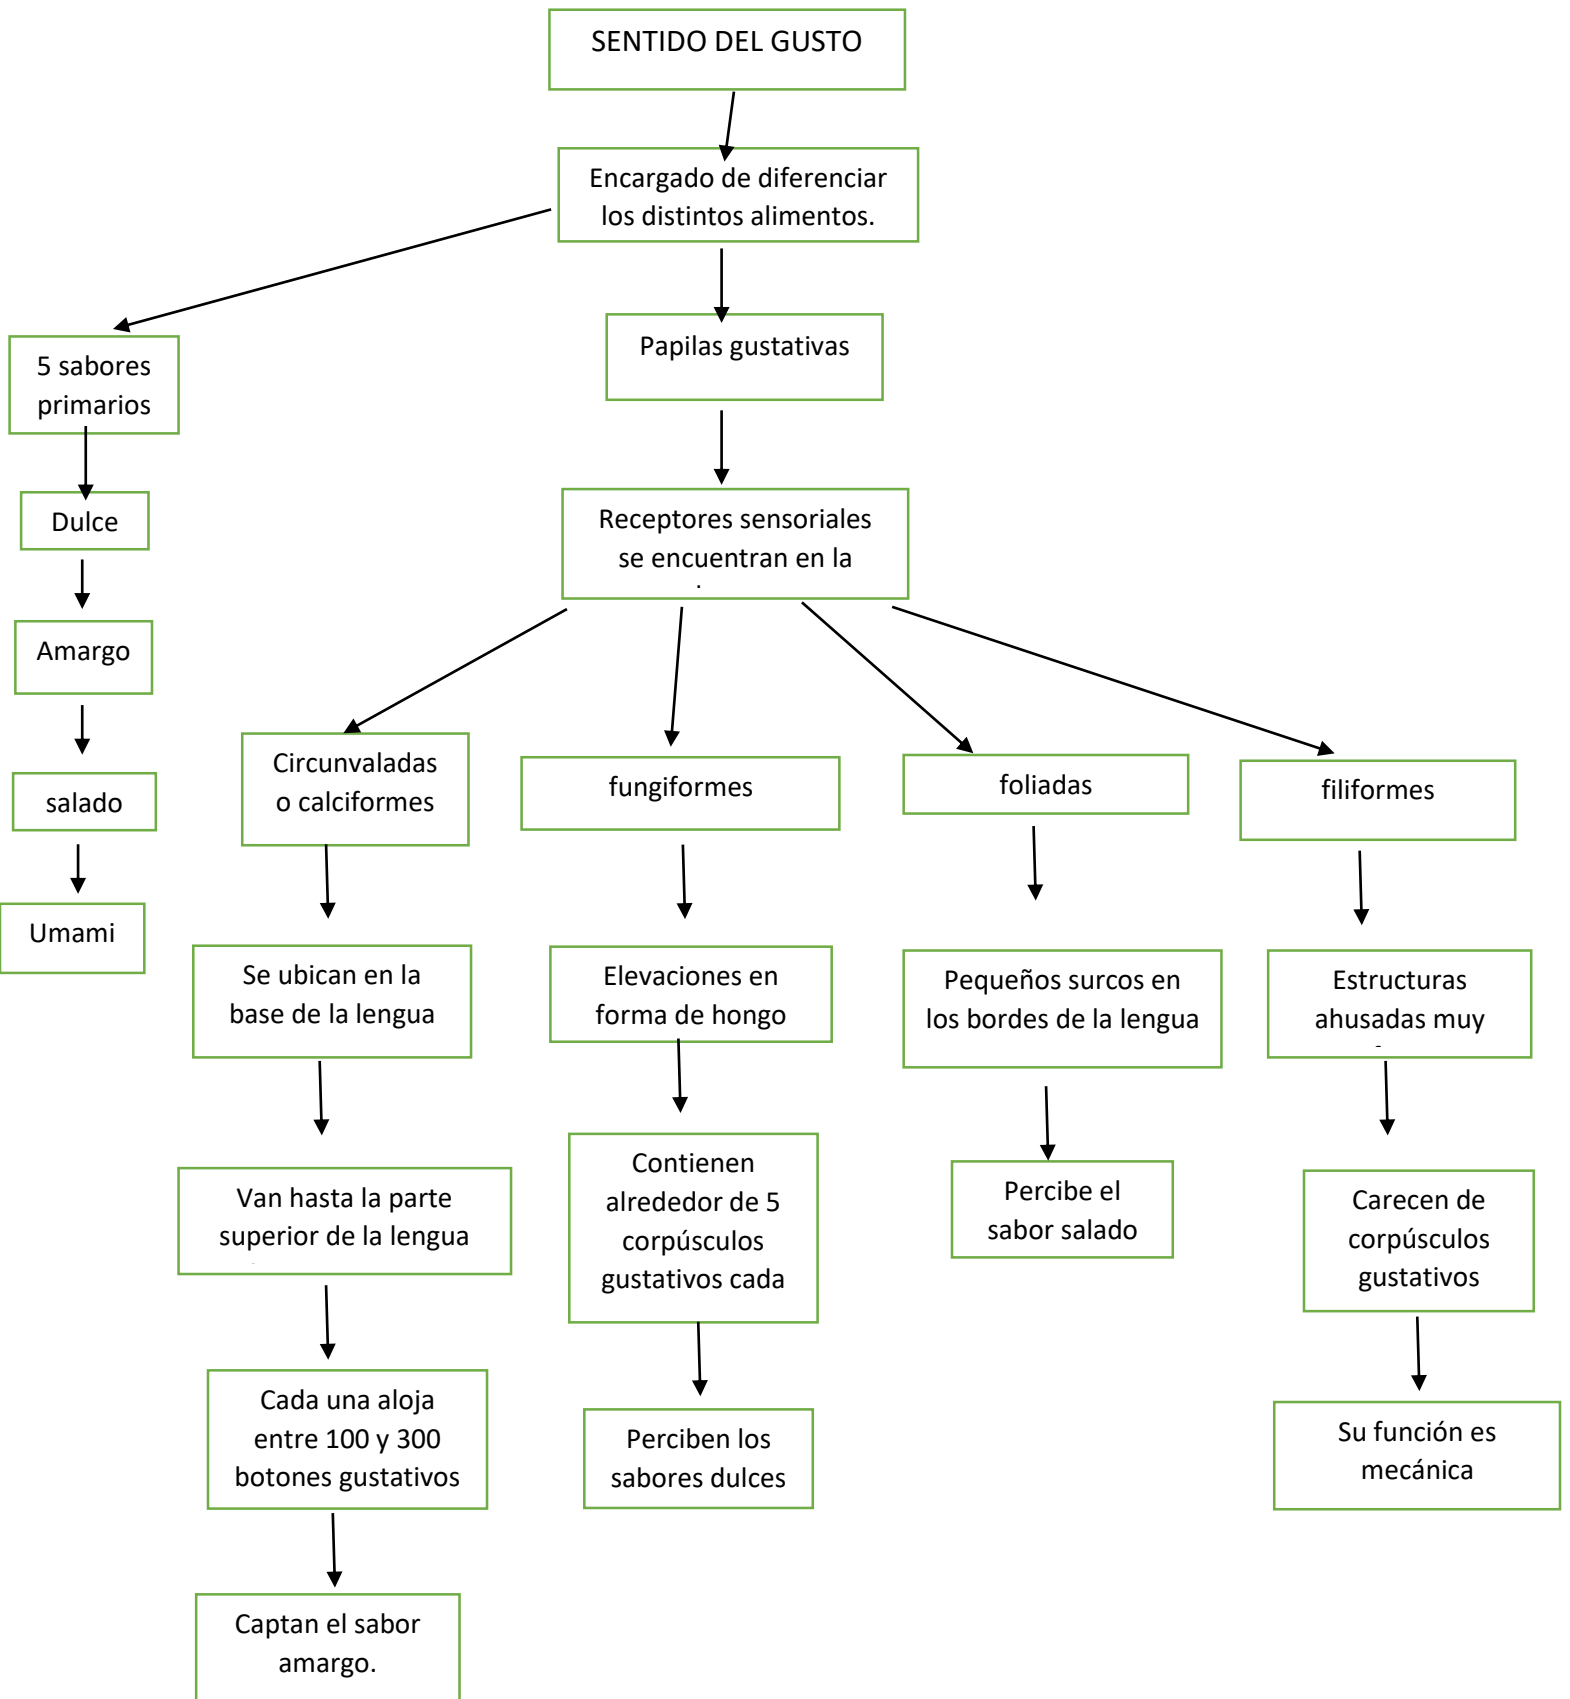 SENTIDO DEL GUSTO
Encargado de diferenciar
los distintos alimentos.
5 sabores
primarios
Dulce
Amargo
salado
Umami
Papilas gustativas
Receptores sensoriales
se encuentran en la
Circunvaladas
o calciformes
Se ubican en la
base de la lengua
Van hasta la parte
superior de la lengua
Cada una aloja
entre 100 y 300
botones gustativos
Captan el sabor
amargo.
fungiformes
Elevaciones en
forma de hongo
Contienen
alrededor de 5
corpúsculos
gustativos cada
Perciben los
sabores dulces
foliadas
Pequeños surcos en
los bordes de la lengua
Percibe el
sabor salado
filiformes
Estructuras
ahusadas muy
Carecen de
corpúsculos
gustativos
Su función es
mecánica